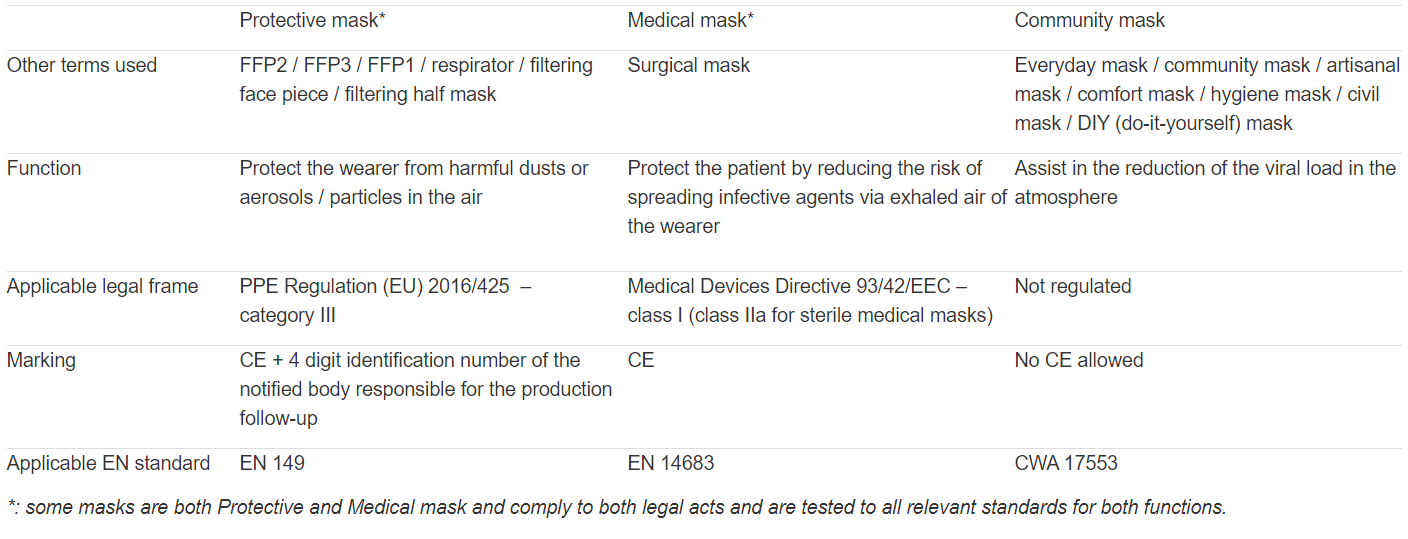 Protective mask* Medical mask* Community mask
Other terms used FFP2 / FFP3 / FFP1 / respirator / filtering Surgical mask Everyday mask / community mask / artisanal
face piece / filtering half mask mask / comfort mask / hygiene mask / civil
mask / DIY (do-it-yourself) mask
Function Protect the wearer from harmful dusts or Protect the patient by reducing the risk of Assist in the reduction of the viral load in the
aerosols / particles in the air spreading infective agents via exhaled air of atmosphere
the wearer
Applicable legal frame PPE Regulation (EU) 2016/425 – Medical Devices Directive 93/42/EEC – Not regulated
category III class I (class IIa for sterile medical masks)
Marking CE + 4 digit identification number of the CE No CE allowed
notified body responsible for the production
follow-up
Applicable EN standard EN 149 EN 14683 CWA 17553
*: some masks are both Protective and Medical mask and comply to both legal acts and are tested to all relevant standards for both functions.